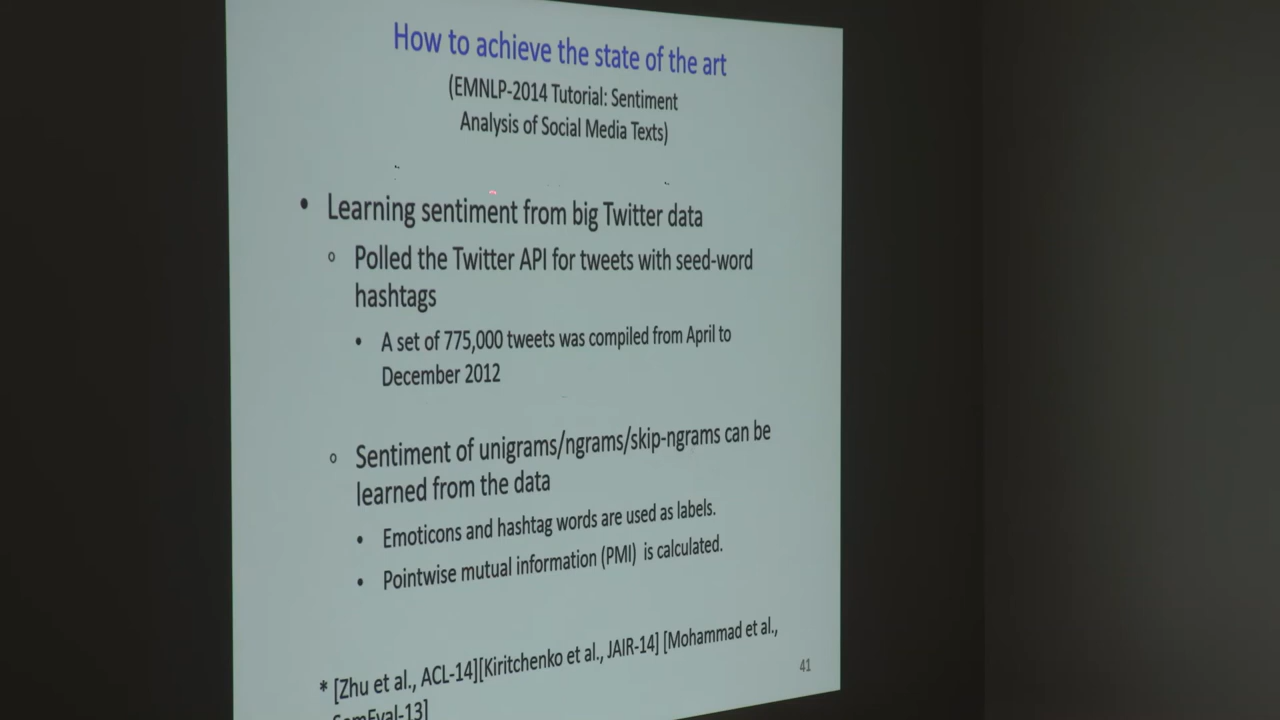 How to achieve the state of the art
(EMNLP-2014 Tutorial: Sentiment
Analysis of Social Media Texts)
• Learning sentiment from big Twitter data
o Polled the Twitter API for tweets with seed-word
hashtags
• A set of 775,000 tweets was compiled from April to
December 2012
o Sentiment of unigrams/ngrams/skip-ngrams can be
learned from the data
• Emoticons and hashtag words are used as labels.
• Pointwise mutual information (PMI) is calculated.
* [Zhu et al., ACL-14][Kiritchenko et al., JAIR-14] [Mohammad et al.,
SemEval-13]
41